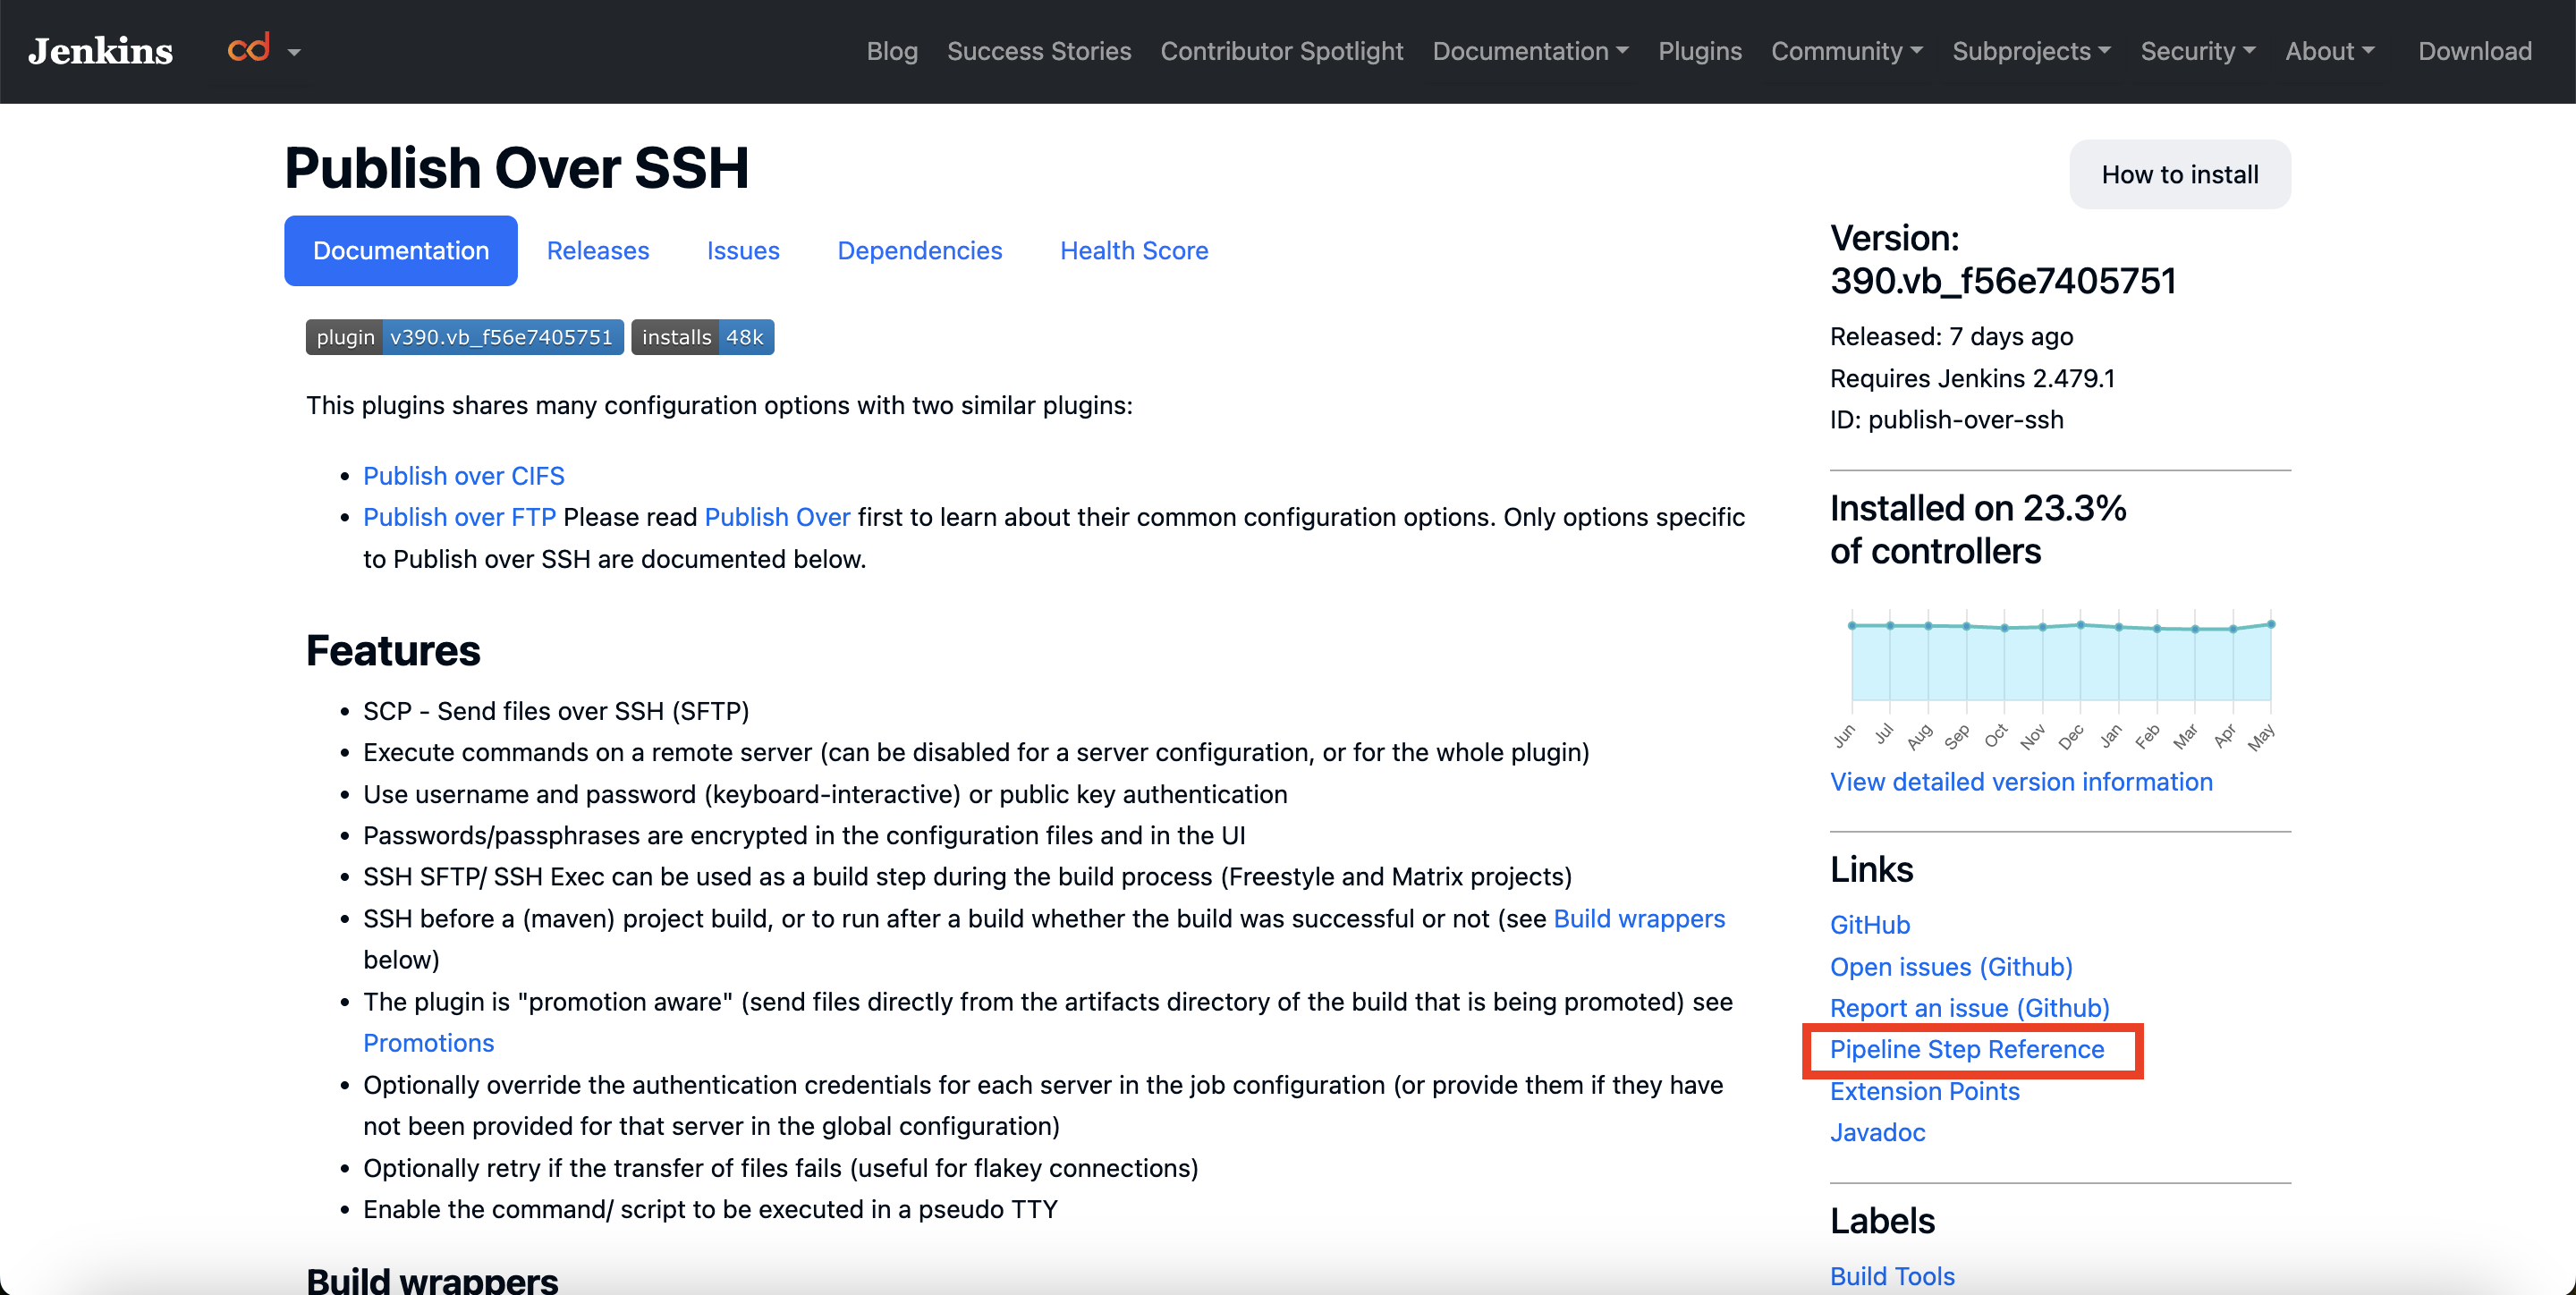 Jenkins
Blog Success Stories Contributor Spotlight Documentation Plugins Community Subprojects Security About Download
Publish Over SSH
How to install
Documentation Releases Issues Dependencies Health Score
plugin v390.vb_f56e7405751 installs 48k
This plugins shares many configuration options with two similar plugins:
• Publish over CIFS
• Publish over FTP Please read Publish Over first to learn about their common configuration options. Only options specific
to Publish over SSH are documented below.
Features
• SCP - Send files over SSH (SFTP)
• Execute commands on a remote server (can be disabled for a server configuration, or for the whole plugin)
• Use username and password (keyboard-interactive) or public key authentication
• Passwords/passphrases are encrypted in the configuration files and in the UI
• SSH SFTP/ SSH Exec can be used as a build step during the build process (Freestyle and Matrix projects)
• SSH before a (maven) project build, or to run after a build whether the build was successful or not (see Build wrappers
below)
• The plugin is "promotion aware" (send files directly from the artifacts directory of the build that is being promoted) see
Promotions
• Optionally override the authentication credentials for each server in the job configuration (or provide them if they have
not been provided for that server in the global configuration)
• Optionally retry if the transfer of files fails (useful for flakey connections)
• Enable the command/ script to be executed in a pseudo TTY
Build wrappers
Version:
390.vb_f56e7405751
Released: 7 days ago
Requires Jenkins 2.479.1
ID: publish-over-ssh
Installed on 23.3%
of controllers
Jun Jul Aug Sep Oct Nov Dec Jan Feb Mar Apr May
View detailed version information
Links
GitHub
Open issues (Github)
Report an issue (Github)
Pipeline Step Reference
Extension Points
Javadoc
Labels
Build Tools